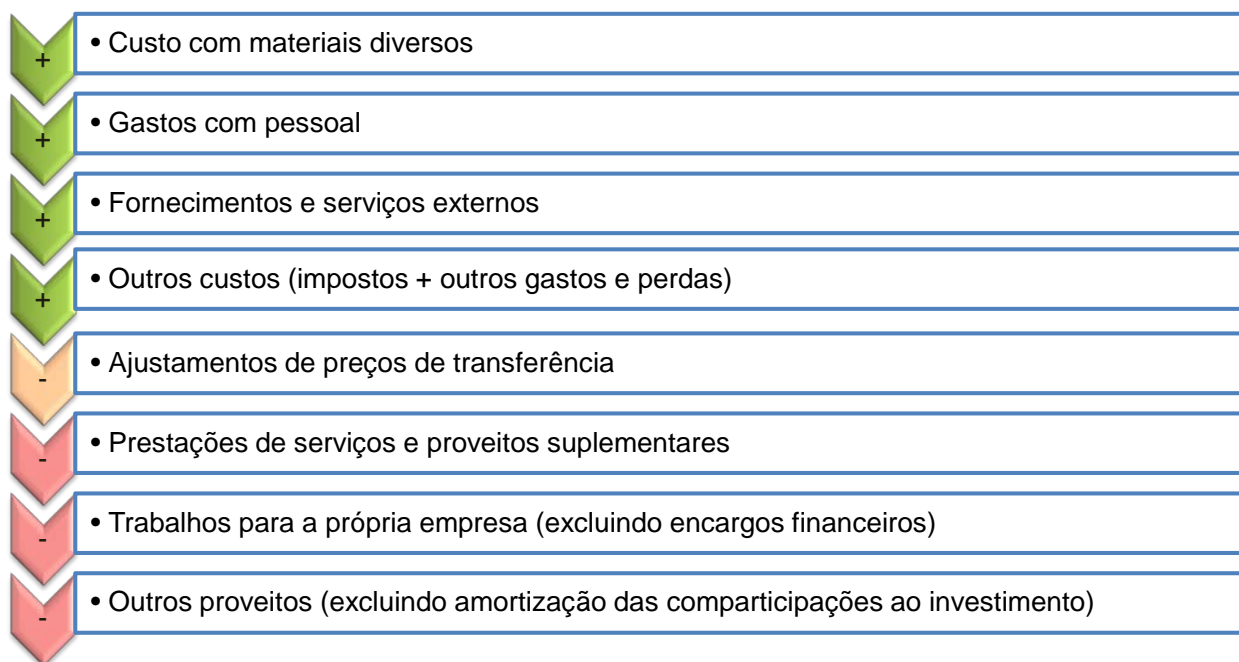 + • Custo com materiais diversos
+ • Gastos com pessoal
+ • Fornecimentos e serviços externos
+ • Outros custos (impostos + outros gastos e perdas)
- • Ajustamentos de preços de transferência
- • Prestações de serviços e proveitos suplementares
- • Trabalhos para a própria empresa (excluindo encargos financeiros)
- • Outros proveitos (excluindo amortização das comparticipações ao investimento)